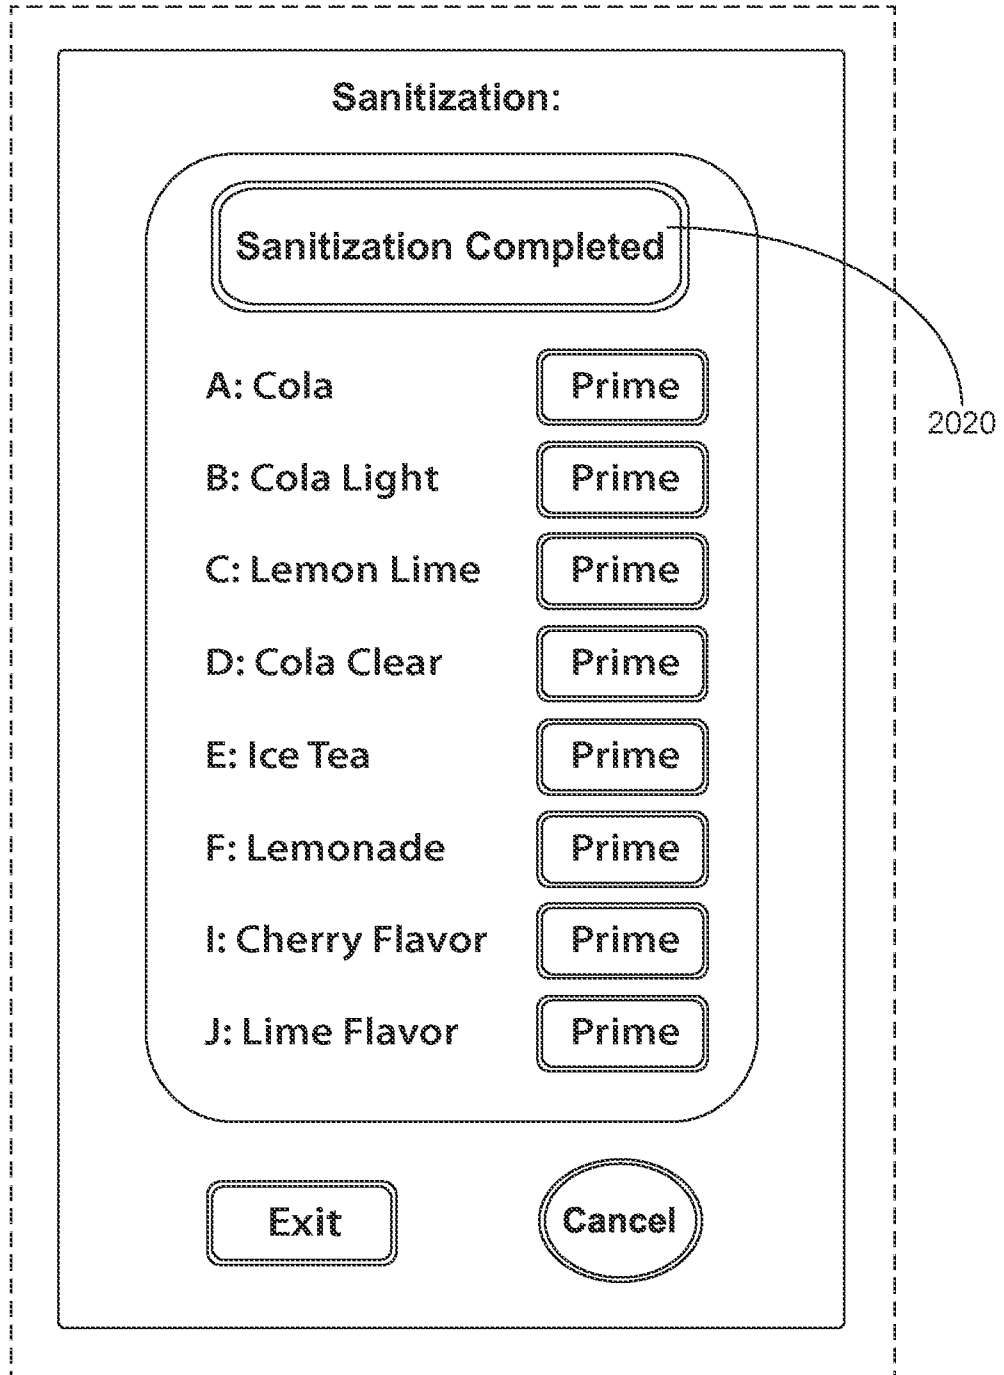 Sanitization:
Sanitization Completed
A: Cola Prime
2020
B: Cola Light Prime
C: Lemon Lime Prime
D: Cola Clear Prime
E: Ice Tea Prime
F: Lemonade Prime
I: Cherry Flavor Prime
J: Lime Flavor Prime
Exit Cancel